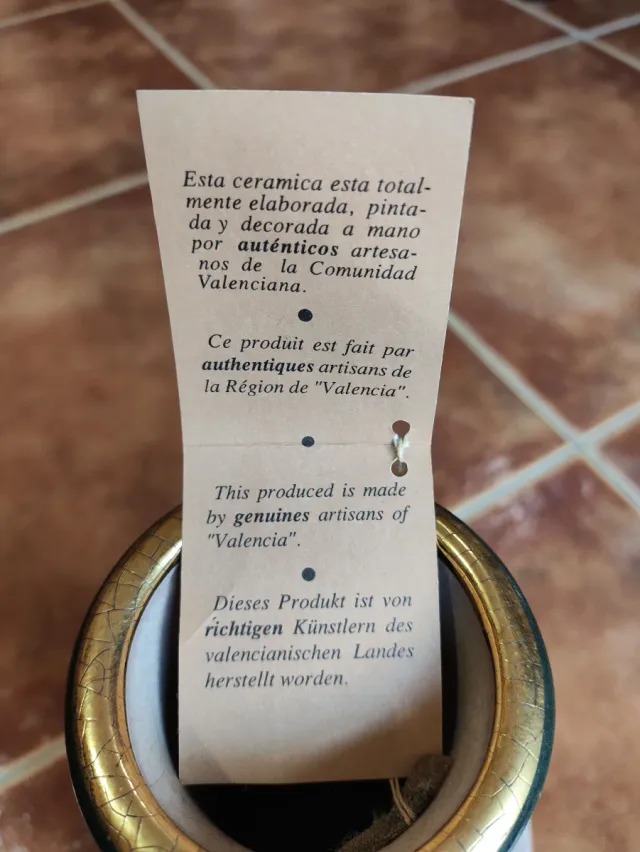 Esta ceramica esta total-
mente elaborada, pinta-
da y decorada a mano
por auténticos artesa-
nos de la Comunidad
Valenciana.
Ce produit est fait par
authentiques artisans de
la Région de "Valencia".
This produced is made
by genuines artisans of
"Valencia".
Dieses Produkt ist von
richtigen Künstlern des
valencianischen Landes
herstellt worden.